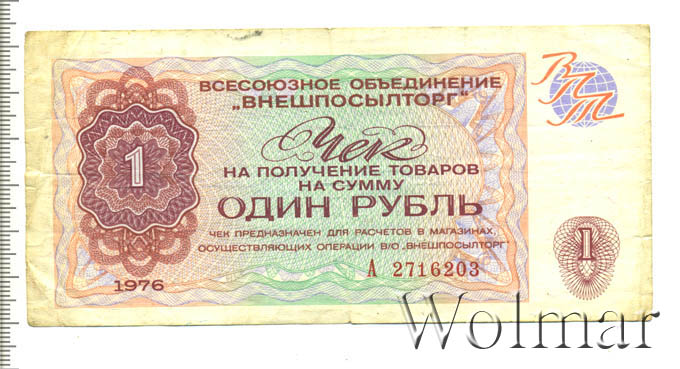 ВСЕСОЮЗНОЕ ОБЪЕДИНЕНИЕ
„ВНЕШПОСЫЛТОРГ"
ВПТ
Чек
НА ПОЛУЧЕНИЕ ТОВАРОВ
НА СУММУ
ОДИН РУБЛЬ
ЧЕК ПРЕДНАЗНАЧЕН ДЛЯ РАСЧЕТОВ В МАГАЗИНАХ,
ОСУЩЕСТВЛЯЮЩИХ ОПЕРАЦИИ В/О „ВНЕШПОСЫЛТОРГ"
А 2716203
1976
1
1
Wolmar